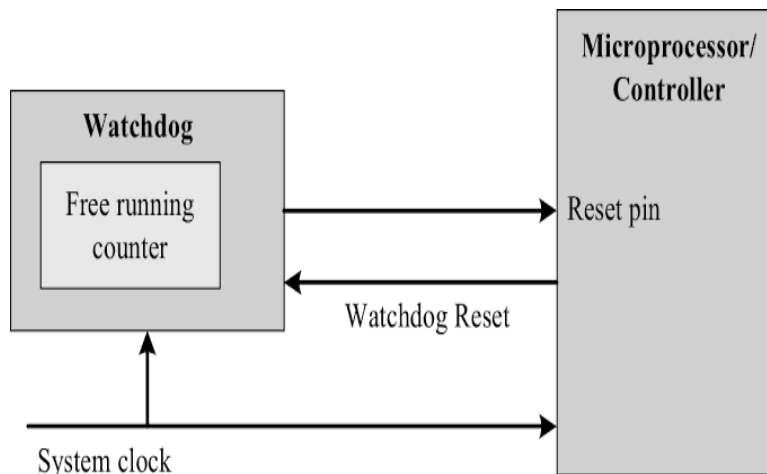 Microprocessor/
Controller
Watchdog
Free running
counter
Reset pin
Watchdog Reset
System clock